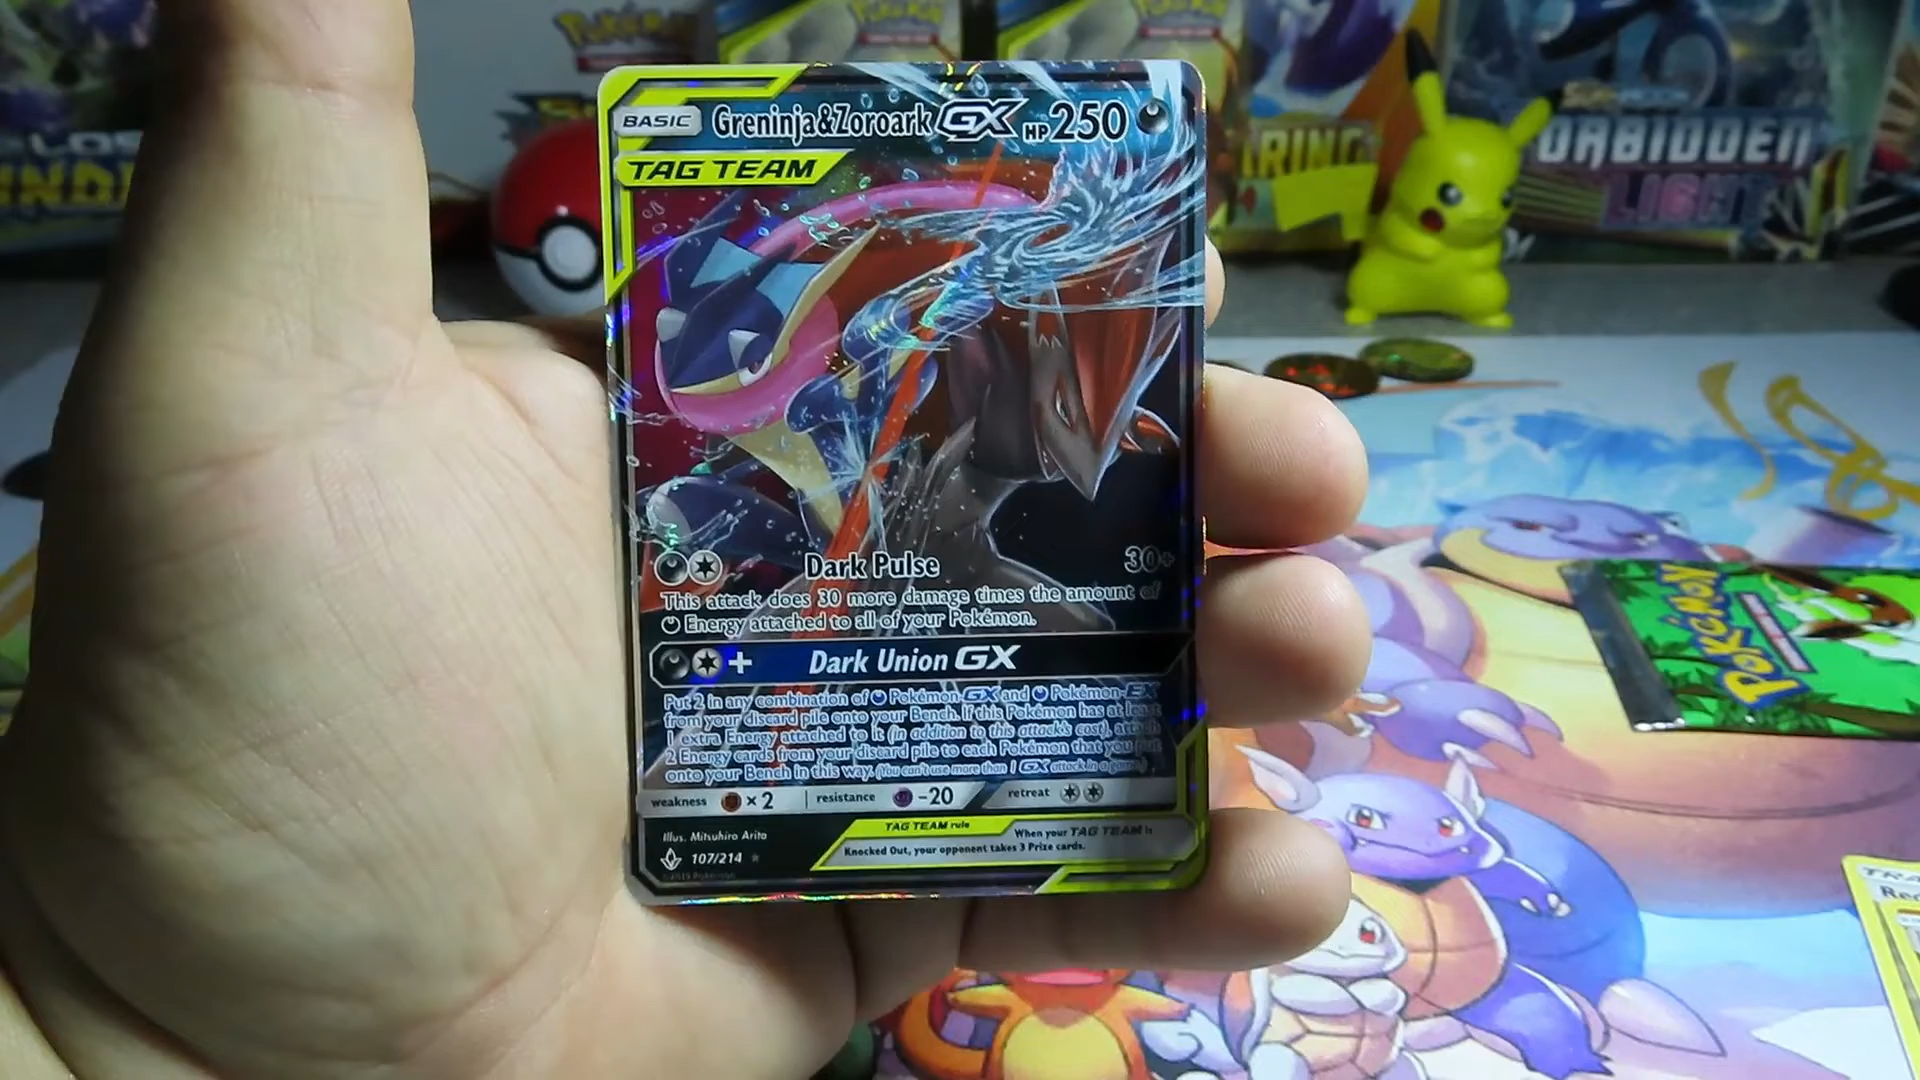 BASIC Greninja&Zoroark GX HP250
TAG TEAM
Dark Pulse 30+
This attack does 30 more damage times the amount of
Energy attached to all of your Pokémon.
+ Dark Union GX
Put 2 in any combination of Pokémon-GX and Pokémon-EX
from your discard pile onto your Bench. If this Pokémon has at least
1 extra Energy attached to it (in addition to this attack's cost), attach
2 Energy cards from your discard pile to each Pokémon that you put
onto your Bench in this way. (You can't use more than 1 GX attack in a game.)
weakness ×2 resistance -20 retreat
Illus. Mitsuhiro Arita
107/214
TAG TEAM rule
When your TAG TEAM is
Knocked Out, your opponent takes 3 Prize cards.
©2019 Pokémon
POKéMON
LIGHT
POKéMON